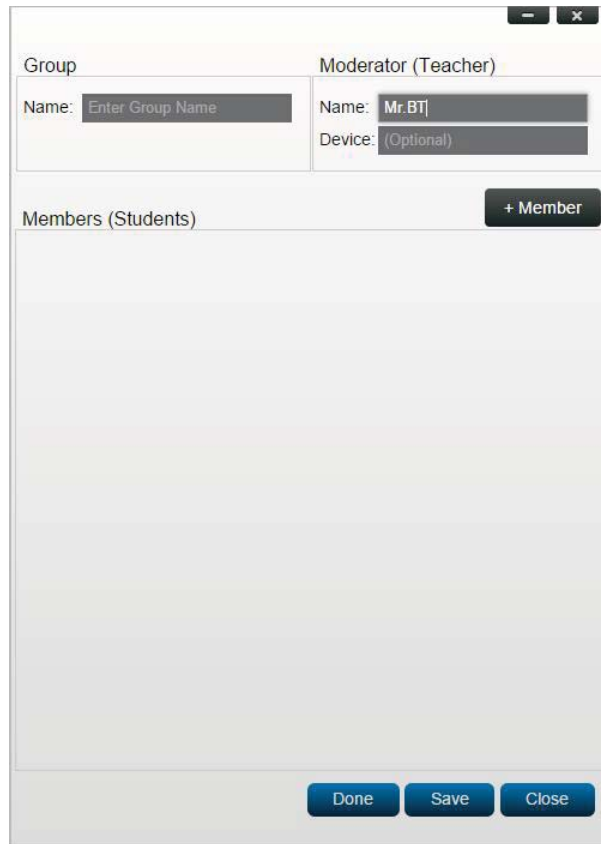 Group
Name: Enter Group Name
Moderator (Teacher)
Name: Mr.BT
Device: (Optional)
Members (Students)
+ Member
Done Save Close